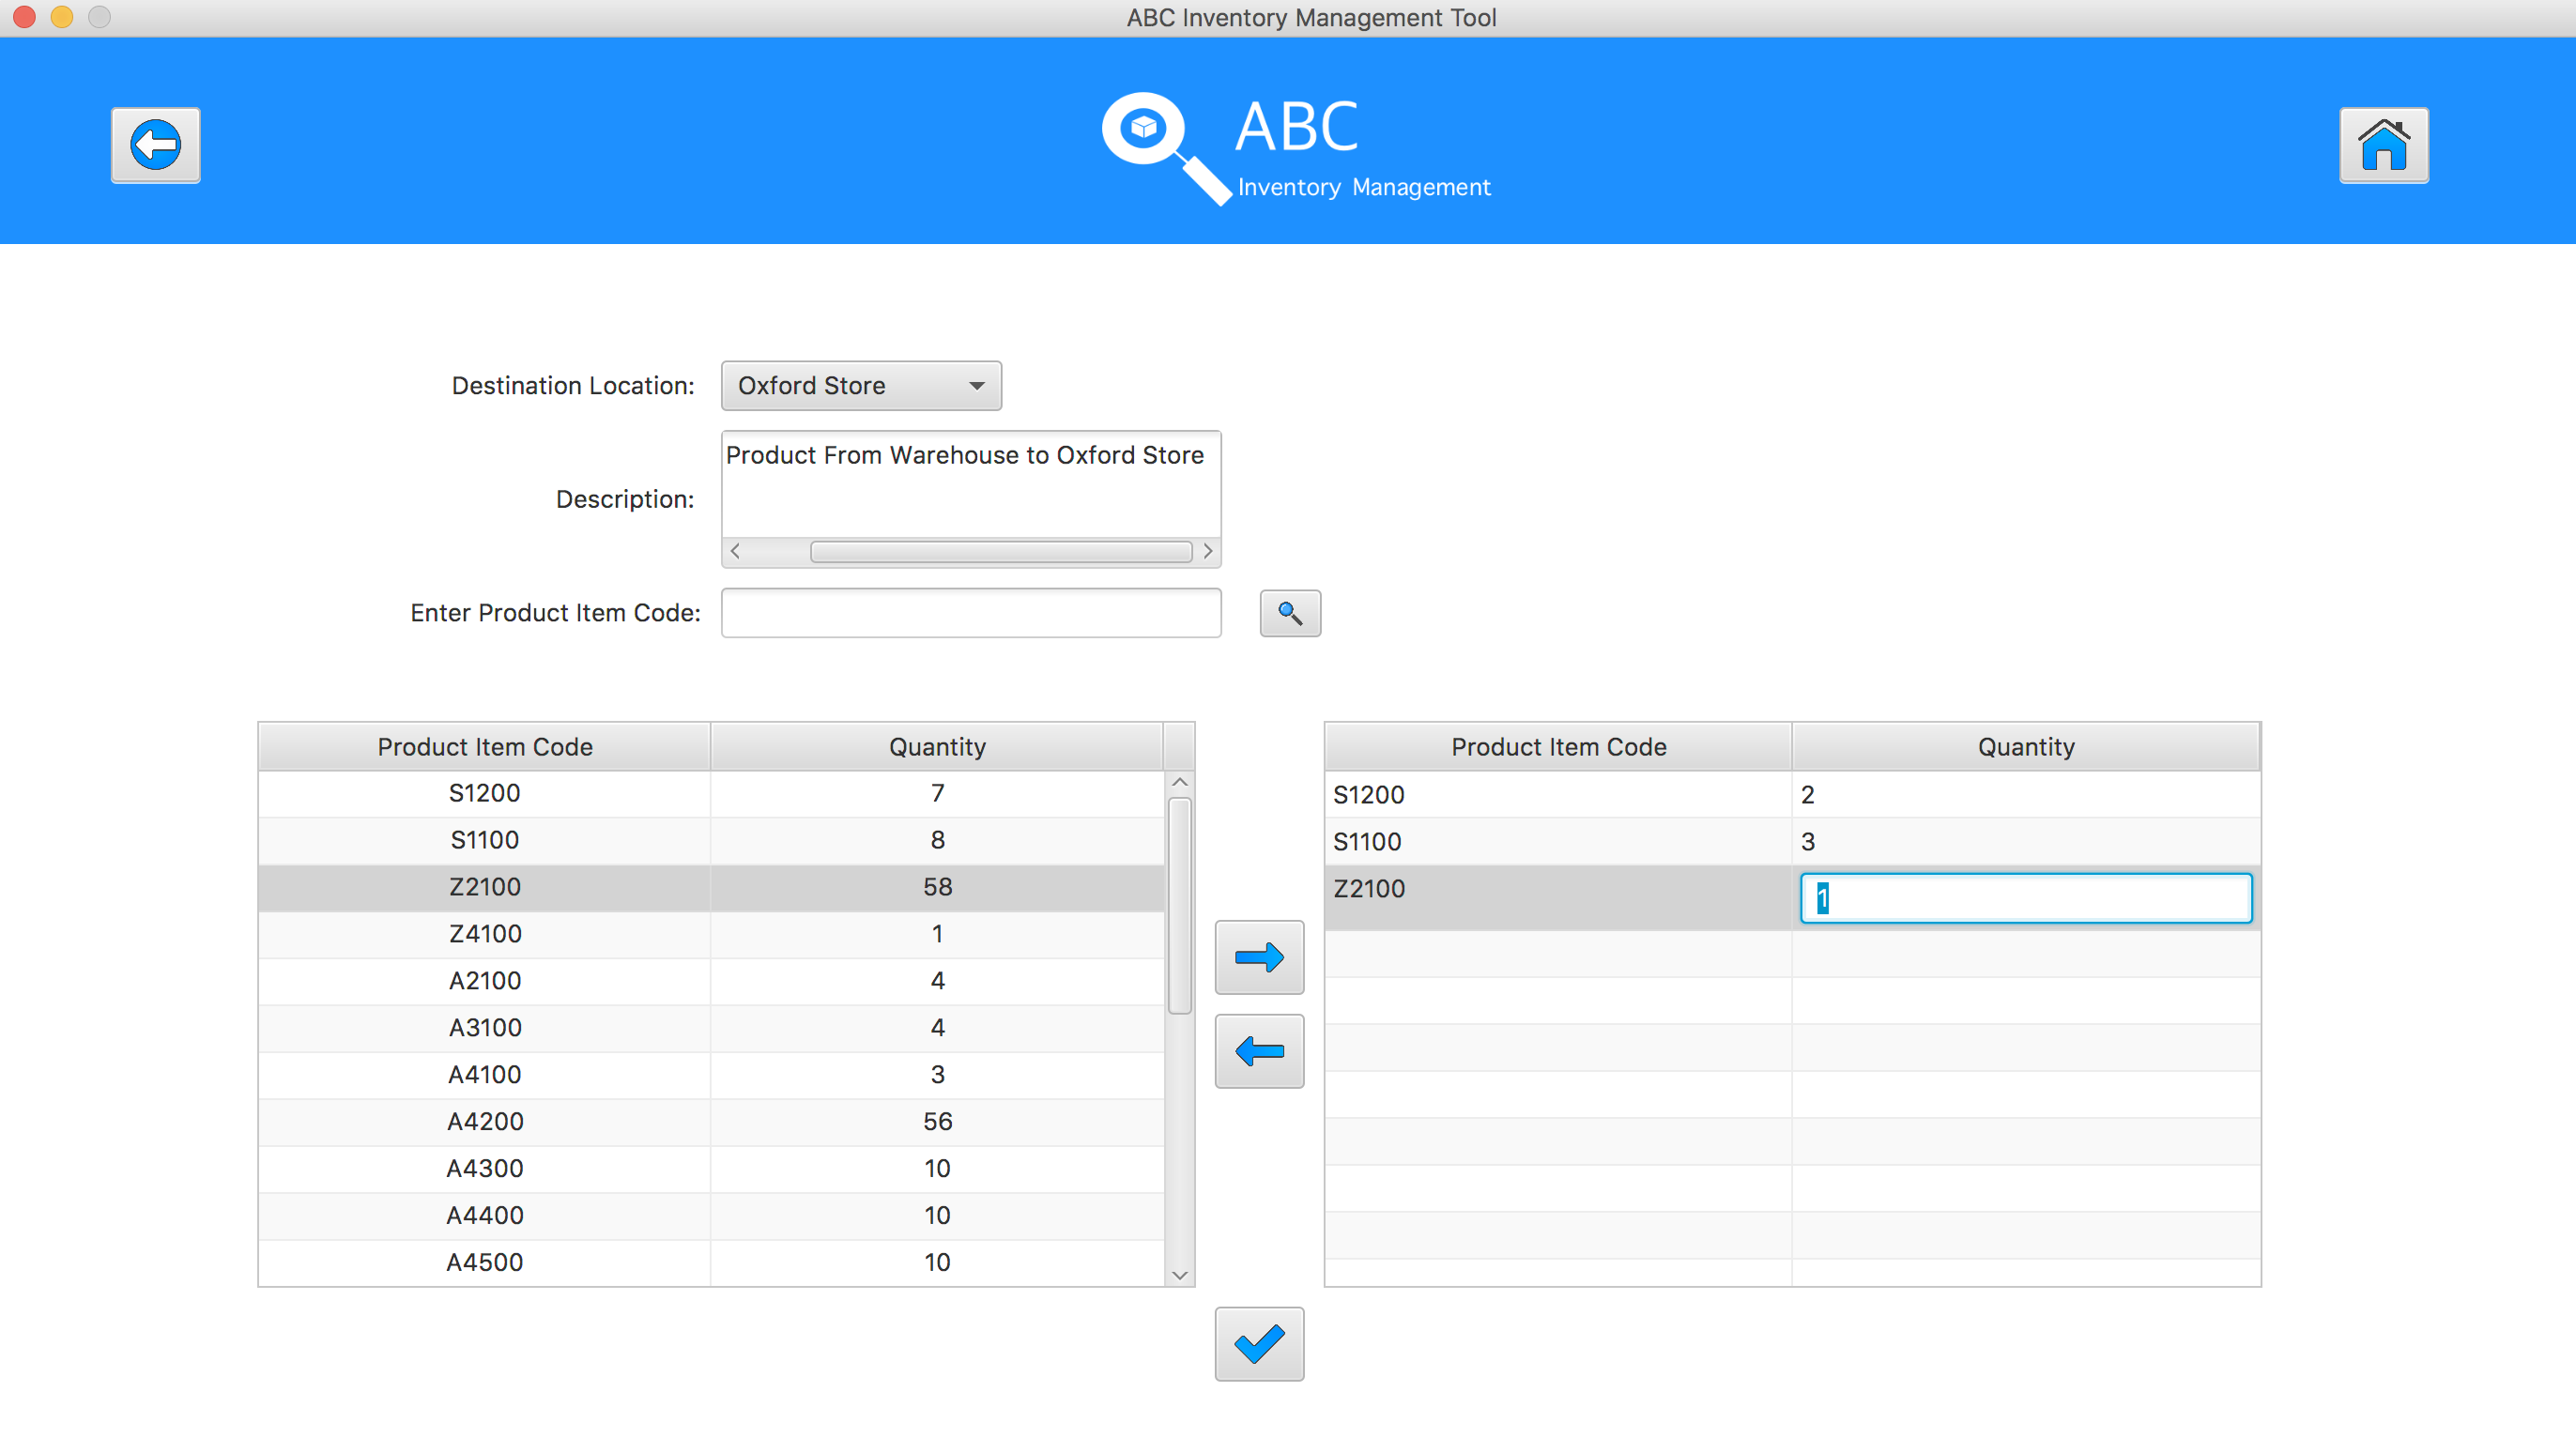 ABC Inventory Management Tool
ABC
Inventory Management
Destination Location: Oxford Store
Product From Warehouse to Oxford Store
Description:
Enter Product Item Code:
Product Item Code Quantity
S1200 7
S1100 8
Z2100 58
Z4100 1
A2100 4
A3100 4
A4100 3
A4200 56
A4300 10
A4400 10
A4500 10
Product Item Code Quantity
S1200 2
S1100 3
Z2100 1